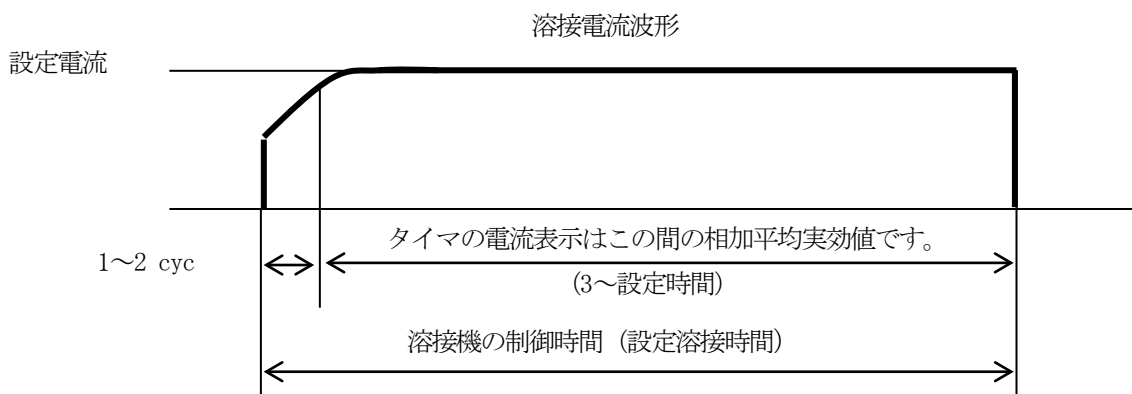 溶接電流波形
設定電流
タイマの電流表示はこの間の相加平均実効値です。
1～2 cyc
(3～設定時間)
溶接機の制御時間 (設定溶接時間)